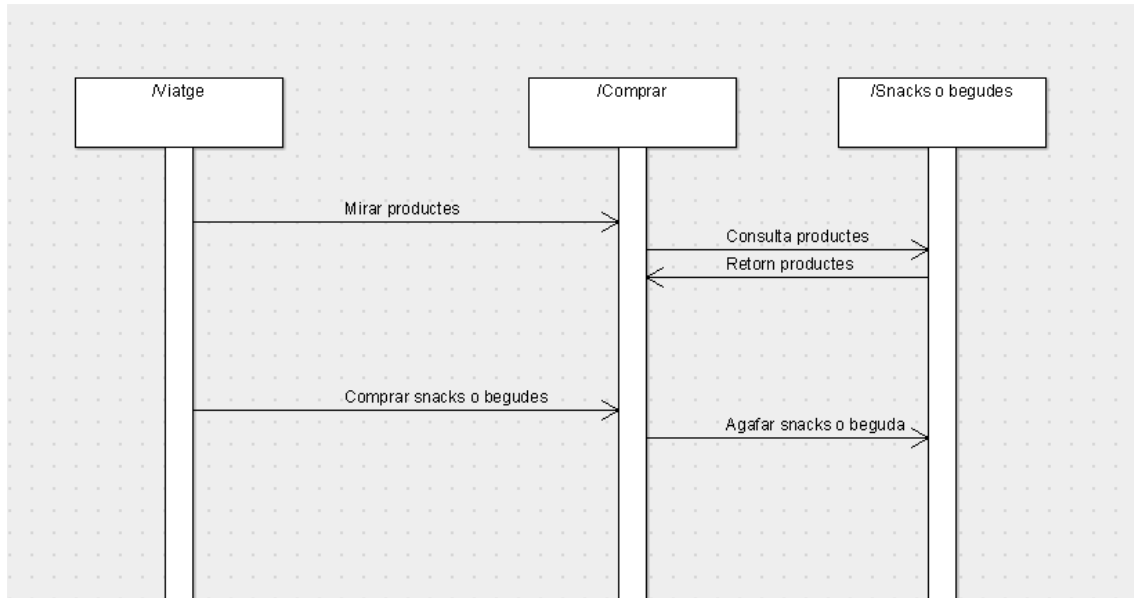 /Viatge
/Comprar
/Snacks o begudes
Mirar productes
Consulta productes
Retorn productes
Comprar snacks o begudes
Agafar snacks o beguda